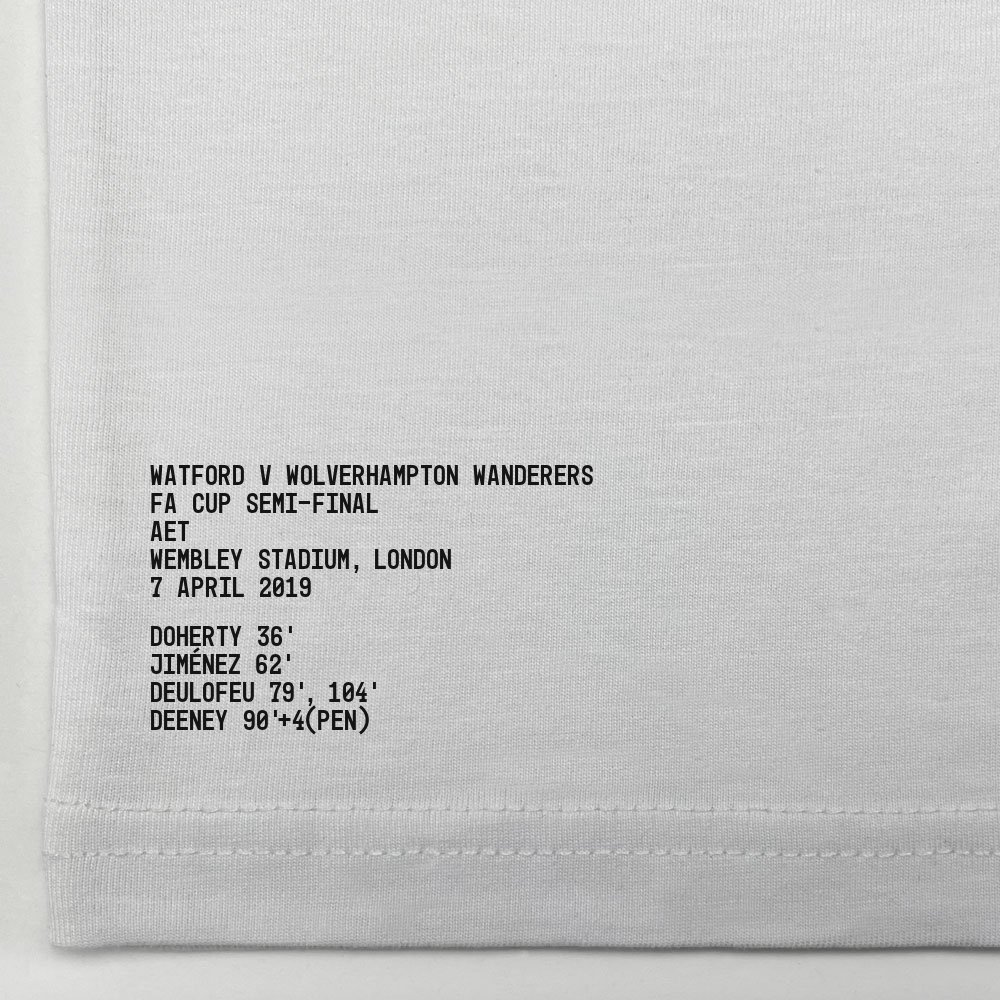 WATFORD V WOLVERHAMPTON WANDERERS
FA CUP SEMI-FINAL
AET
WEMBLEY STADIUM, LONDON
7 APRIL 2019
DOHERTY 36'
JIMÉNEZ 62'
DEULOFEU 79', 104'
DEENEY 90'+4(PEN)